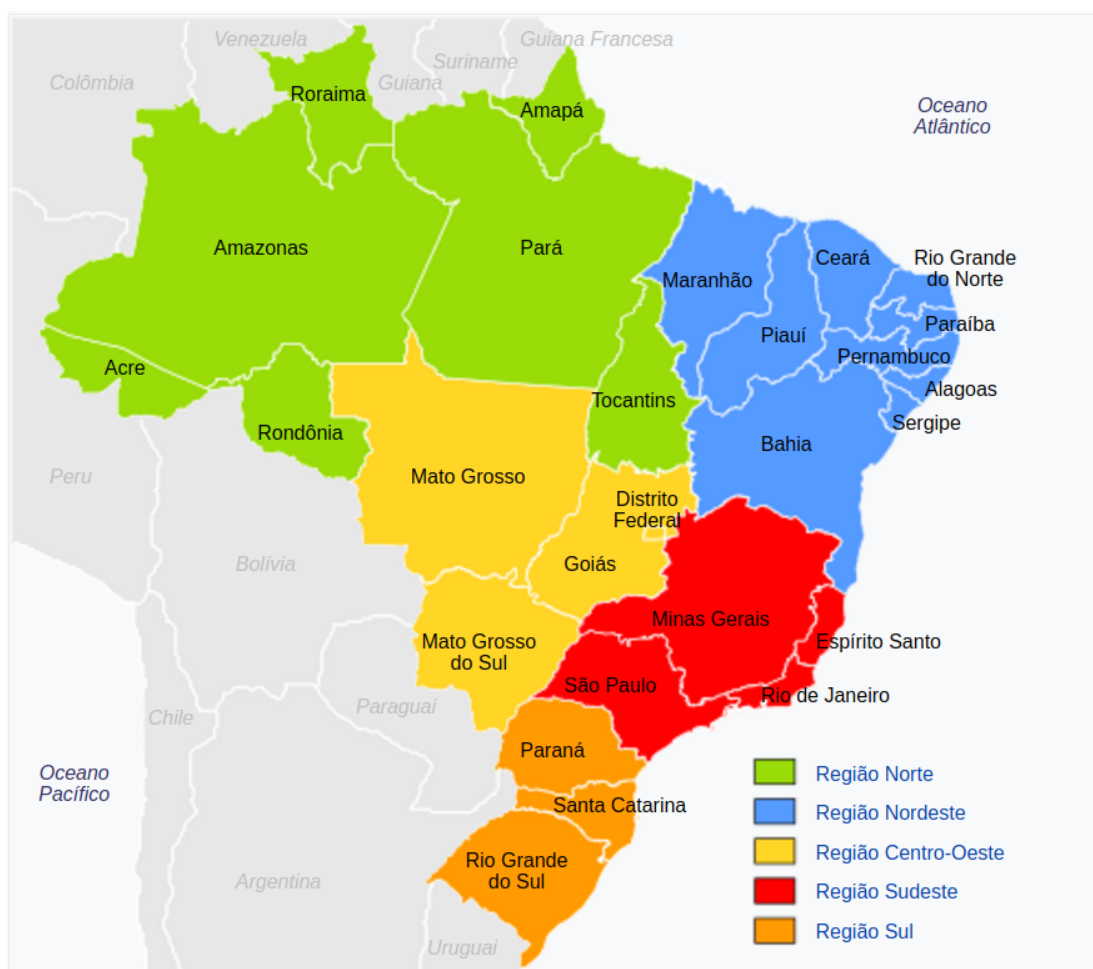 Venezuela
Guiana Francesa
Suriname
Colômbia
Guiana
Roraima
Amapá
Oceano
Atlântico
Amazonas
Pará
Maranhão
Ceará
Rio Grande
do Norte
Piauí
Paraíba
Pernambuco
Acre
Alagoas
Tocantins
Sergipe
Rondônia
Bahia
Peru
Mato Grosso
Distrito
Federal
Bolívia
Goiás
Minas Gerais
Espírito Santo
Mato Grosso
do Sul
São Paulo
Rio de Janeiro
Paraguai
Chile
Paraná
Oceano
Pacífico
Santa Catarina
Rio Grande
do Sul
Argentina
Uruguai
Região Norte
Região Nordeste
Região Centro-Oeste
Região Sudeste
Região Sul